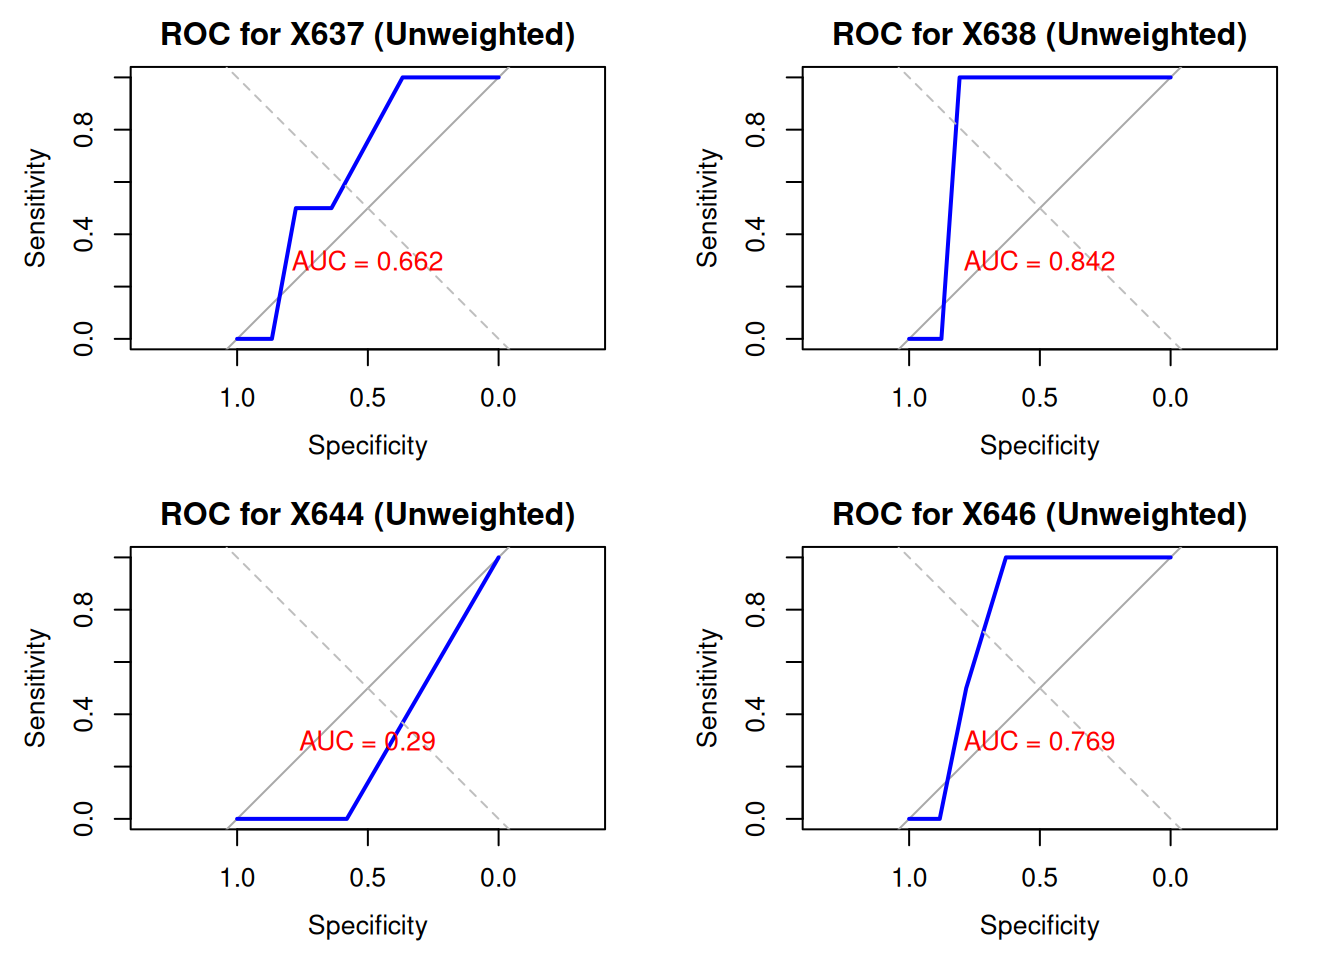 ROC for X637 (Unweighted)
Sensitivity
0.0
0.4
0.8
AUC = 0.662
1.0 0.5 0.0
Specificity
ROC for X638 (Unweighted)
Sensitivity
0.0
0.4
0.8
AUC = 0.842
1.0 0.5 0.0
Specificity
ROC for X644 (Unweighted)
Sensitivity
0.0
0.4
0.8
AUC = 0.29
1.0 0.5 0.0
Specificity
ROC for X646 (Unweighted)
Sensitivity
0.0
0.4
0.8
AUC = 0.769
1.0 0.5 0.0
Specificity